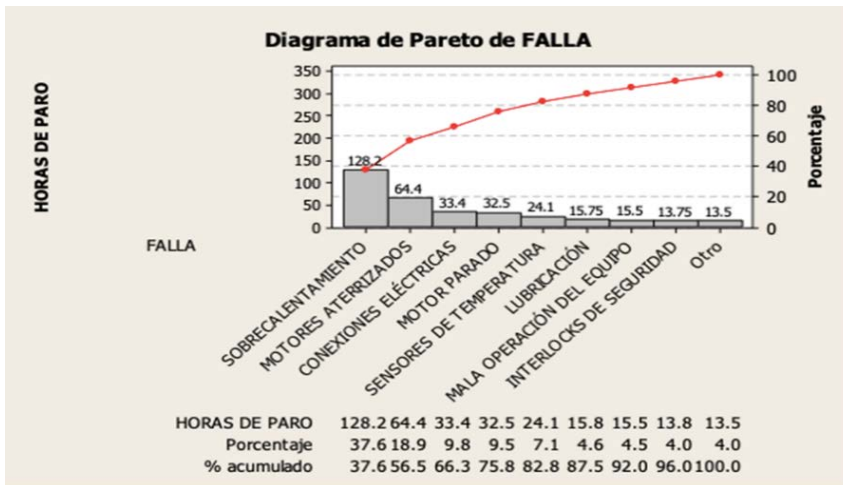 Diagrama de Pareto de FALLA
HORAS DE PARO
350
300
250
200
150
100
50
0
128.2
64.4
33.4
32.5
24.1
15.75
15.5
13.75
13.5
100
80
60
40
20
0
Porcentaje
FALLA
SOBRECALENTAMIENTO
MOTORES ATERRIZADOS
CONEXIONES ELÉCTRICAS
MOTOR PARADO
SENSORES DE TEMPERATURA
LUBRICACIÓN
MALA OPERACIÓN DEL EQUIPO
INTERLOCKS DE SEGURIDAD
Otro
HORAS DE PARO 128.2 64.4 33.4 32.5 24.1 15.8 15.5 13.8 13.5
Porcentaje 37.6 18.9 9.8 9.5 7.1 4.6 4.5 4.0 4.0
% acumulado 37.6 56.5 66.3 75.8 82.8 87.5 92.0 96.0 100.0